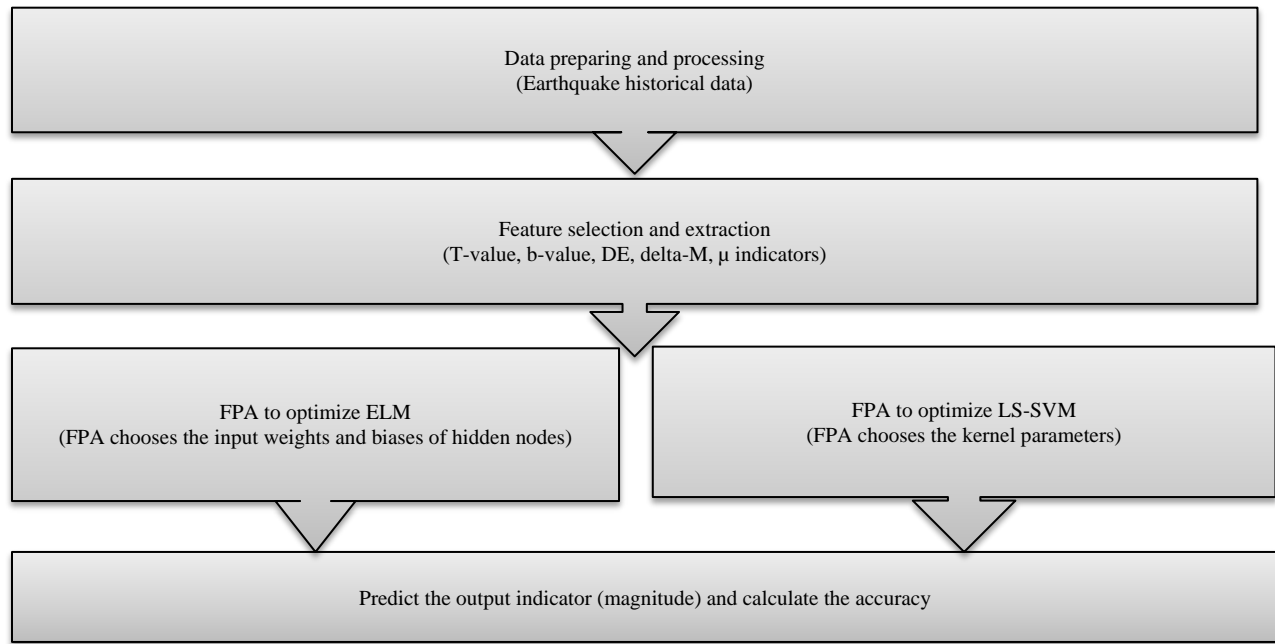 Data preparing and processing
(Earthquake historical data)
Feature selection and extraction
(T-value, b-value, DE, delta-M, µ indicators)
FPA to optimize ELM
(FPA chooses the input weights and biases of hidden nodes)
FPA to optimize LS-SVM
(FPA chooses the kernel parameters)
Predict the output indicator (magnitude) and calculate the accuracy